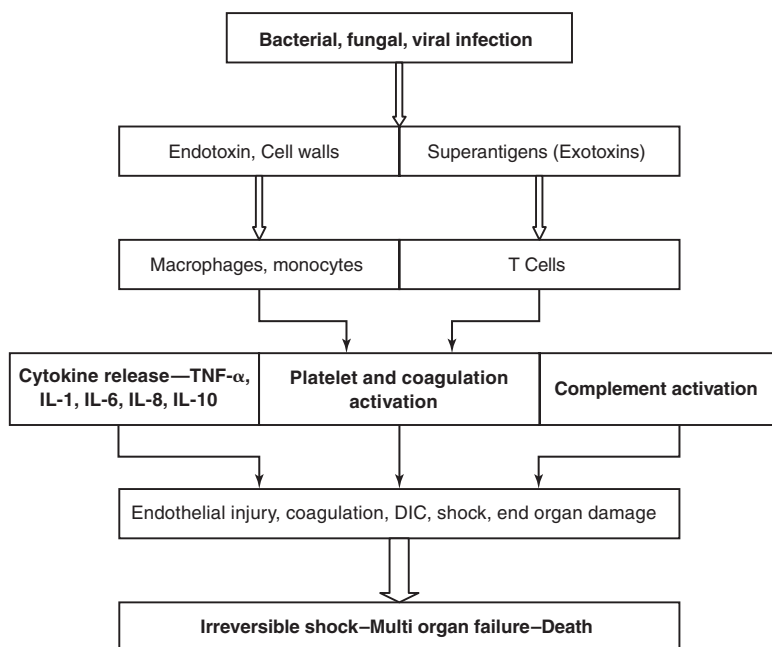 Bacterial, fungal, viral infection
Endotoxin, Cell walls
Superantigens (Exotoxins)
Macrophages, monocytes
T Cells
Cytokine release—TNF-α,
IL-1, IL-6, IL-8, IL-10
Platelet and coagulation
activation
Complement activation
Endothelial injury, coagulation, DIC, shock, end organ damage
Irreversible shock–Multi organ failure–Death